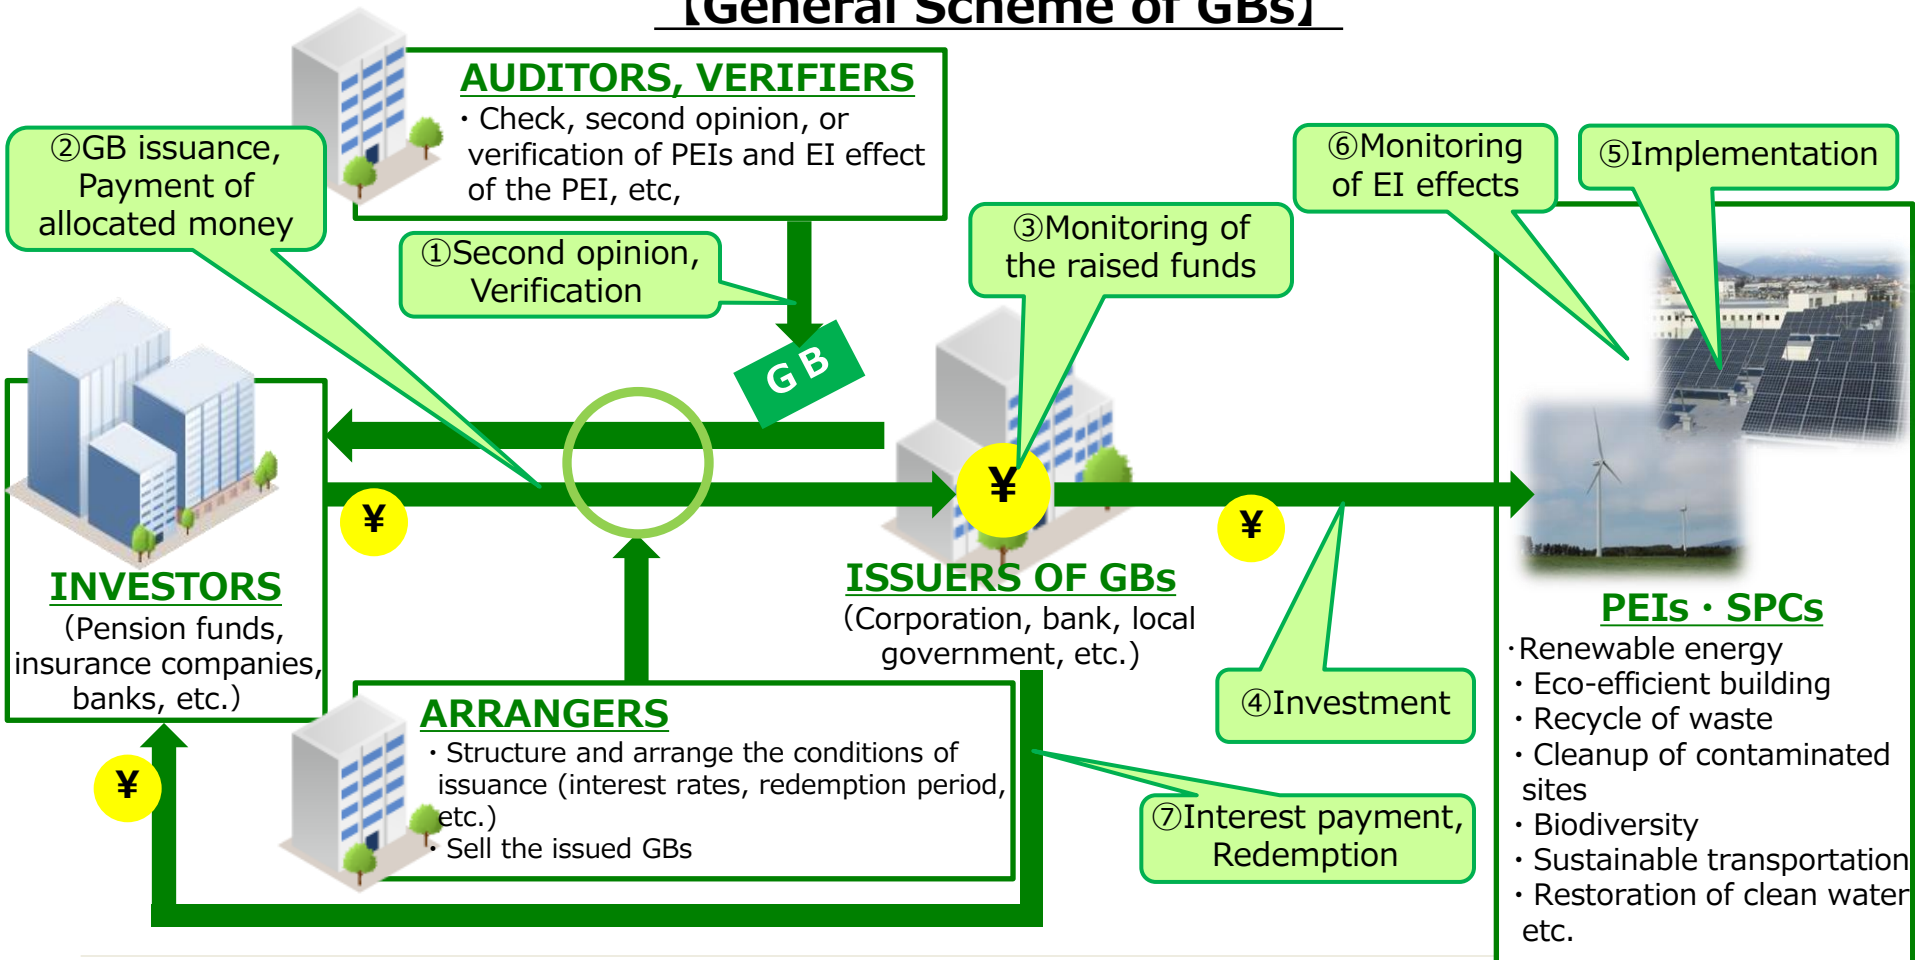 【General Scheme of GBs】
AUDITORS, VERIFIERS
・Check, second opinion, or
verification of PEIs and EI effect
of the PEI, etc,
②GB issuance,
Payment of
allocated money
①Second opinion,
Verification
③Monitoring of
the raised funds
⑥Monitoring
of EI effects
⑤Implementation
GB
¥
¥
¥
INVESTORS
（Pension funds,
insurance companies,
banks, etc.）
ISSUERS OF GBs
（Corporation, bank, local
government, etc.）
PEIs・SPCs
・Renewable energy
・Eco-efficient building
・Recycle of waste
・Cleanup of contaminated
sites
・Biodiversity
・Sustainable transportation
・Restoration of clean water
etc.
④Investment
ARRANGERS
・Structure and arrange the conditions of
issuance (interest rates, redemption period,
etc.)
・Sell the issued GBs
¥
⑦Interest payment,
Redemption